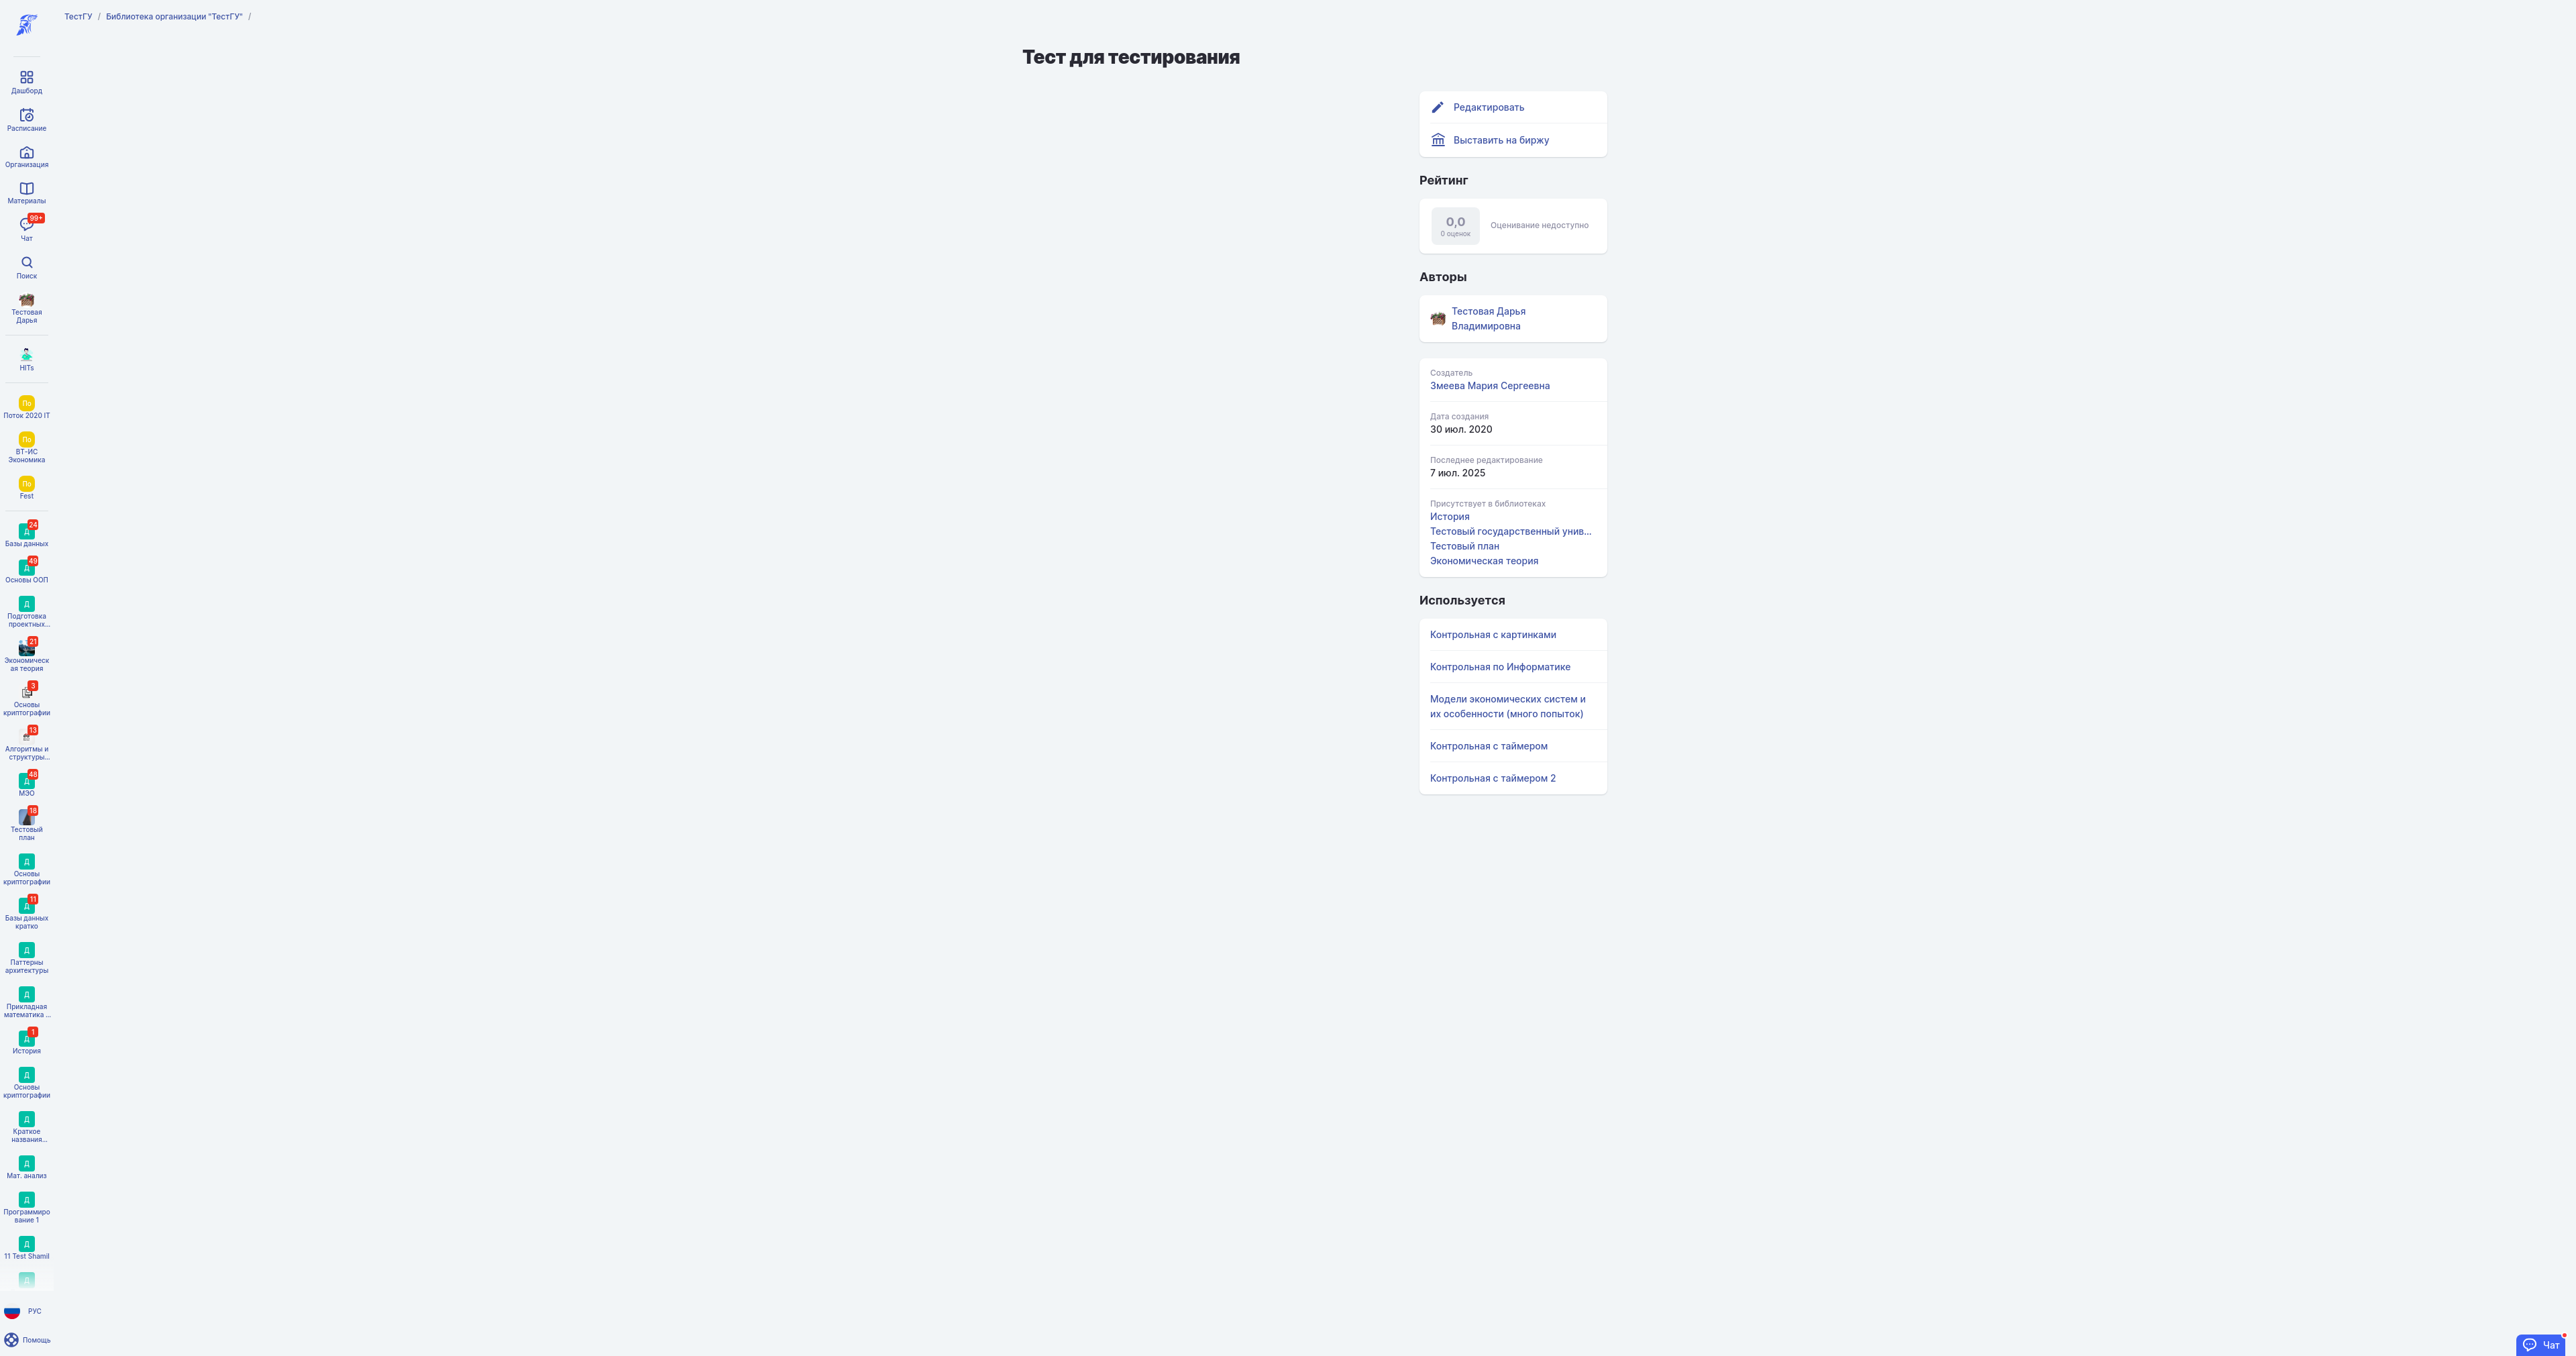 ТестГУ / Библиотека организации "ТестГУ" /
Тест для тестирования
Дашборд
Расписание
Организация
Материалы
99+
Чат
Поиск
Тестовая
Дарья
HITs
По
Поток 2020 IT
По
ВТ-ИС
Экономика
По
Fest
24
Д
Базы данных
49
Д
Основы ООП
Д
Подготовка
проектных...
21
Экономическ
ая теория
3
Основы
криптографии
13
Алгоритмы и
структуры...
48
Д
МЭО
18
Тестовый
план
Д
Основы
криптографии
11
Д
Базы данных
кратко
Д
Паттерны
архитектуры
Д
Прикладная
математика ...
1
Д
История
Д
Основы
криптографии
Д
Краткое
названия...
Д
Мат. анализ
Д
Программиро
вание 1
Д
11 Test Shamil
Д
РУС
Помощь
Редактировать
Выставить на биржу
Рейтинг
0,0
0 оценок
Оценивание недоступно
Авторы
Тестовая Дарья
Владимировна
Создатель
Змеева Мария Сергеевна
Дата создания
30 июл. 2020
Последнее редактирование
7 июл. 2025
Присутствует в библиотеках
История
Тестовый государственный унив...
Тестовый план
Экономическая теория
Используется
Контрольная с картинками
Контрольная по Информатике
Модели экономических систем и
их особенности (много попыток)
Контрольная с таймером
Контрольная с таймером 2
Чат